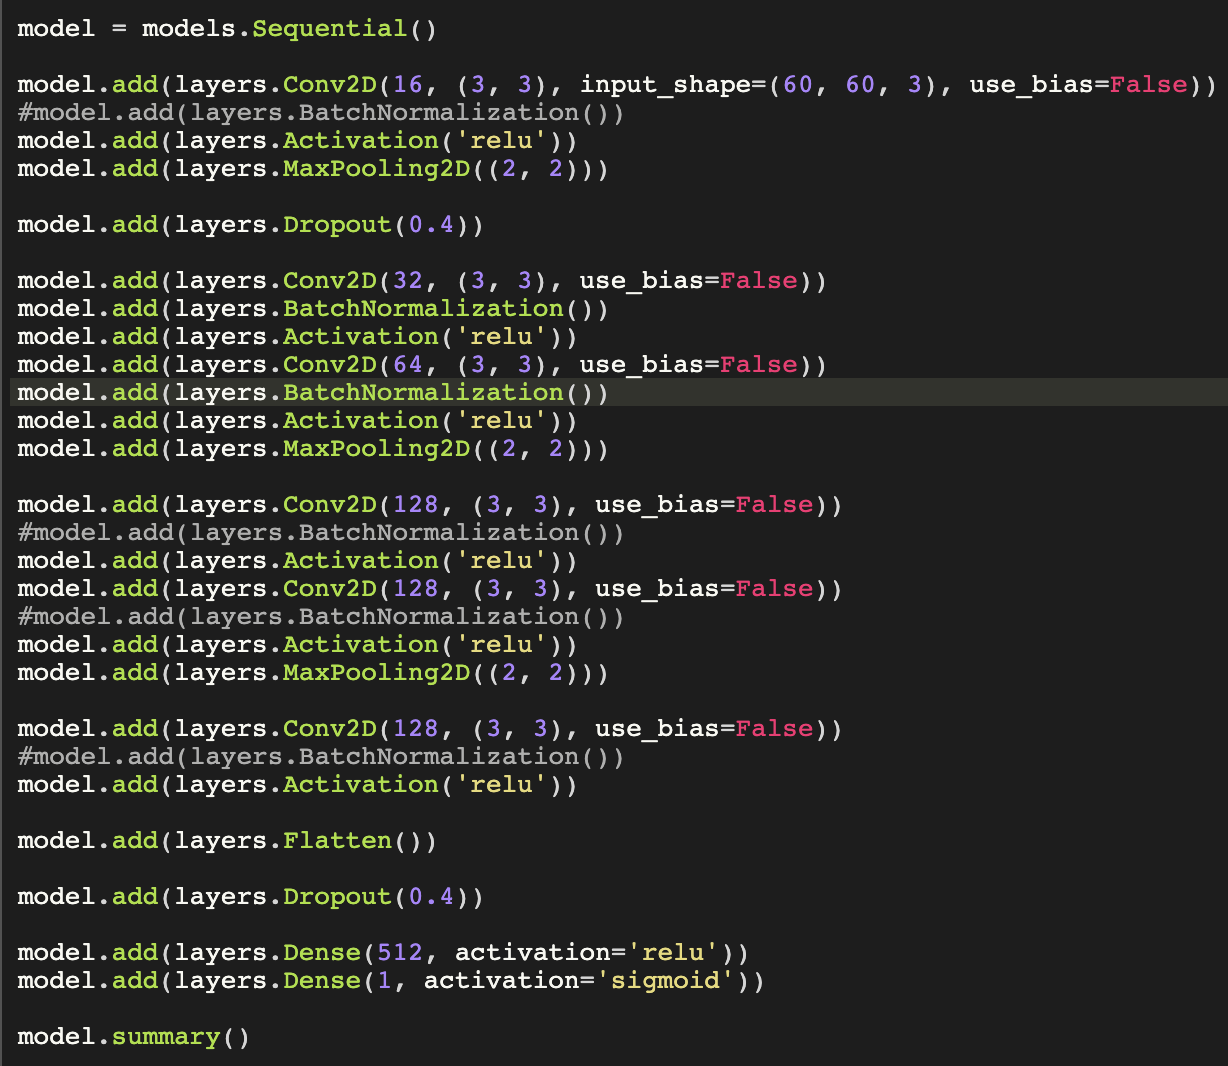 model = models.Sequential()
model.add(layers.Conv2D(16, (3, 3), input_shape=(60, 60, 3), use_bias=False))
#model.add(layers.BatchNormalization())
model.add(layers.Activation('relu'))
model.add(layers.MaxPooling2D((2, 2)))
model.add(layers.Dropout(0.4))
model.add(layers.Conv2D(32, (3, 3), use_bias=False))
model.add(layers.BatchNormalization())
model.add(layers.Activation('relu'))
model.add(layers.Conv2D(64, (3, 3), use_bias=False))
model.add(layers.BatchNormalization())
model.add(layers.Activation('relu'))
model.add(layers.MaxPooling2D((2, 2)))
model.add(layers.Conv2D(128, (3, 3), use_bias=False))
#model.add(layers.BatchNormalization())
model.add(layers.Activation('relu'))
model.add(layers.Conv2D(128, (3, 3), use_bias=False))
#model.add(layers.BatchNormalization())
model.add(layers.Activation('relu'))
model.add(layers.MaxPooling2D((2, 2)))
model.add(layers.Conv2D(128, (3, 3), use_bias=False))
#model.add(layers.BatchNormalization())
model.add(layers.Activation('relu'))
model.add(layers.Flatten())
model.add(layers.Dropout(0.4))
model.add(layers.Dense(512, activation='relu'))
model.add(layers.Dense(1, activation='sigmoid'))
model.summary()